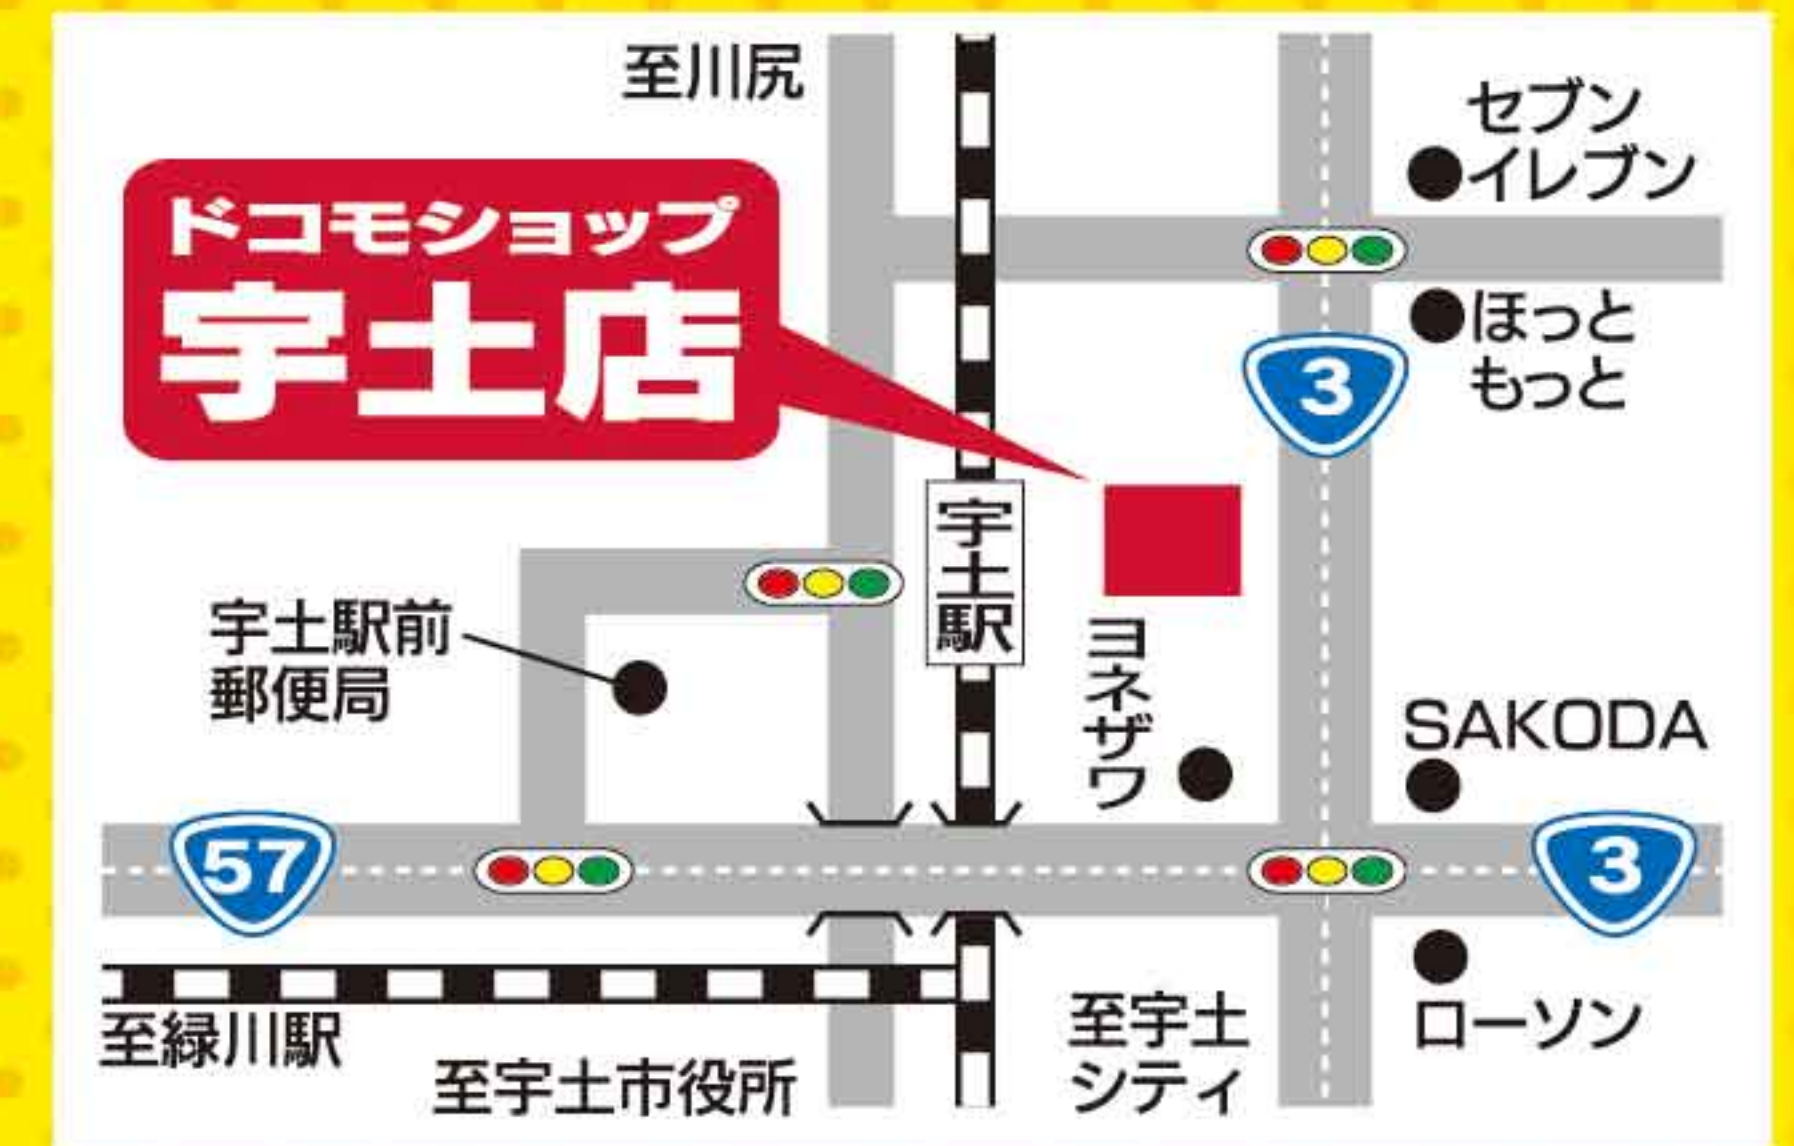 至川尻
セブン
イレブン
ドコモショップ
宇土店
ほっと
もっと
3
宇土駅
宇土駅前
郵便局
ヨネザワ
SAKODA
57
3
ローソン
至緑川駅
至宇土市役所
至宇土
シティ